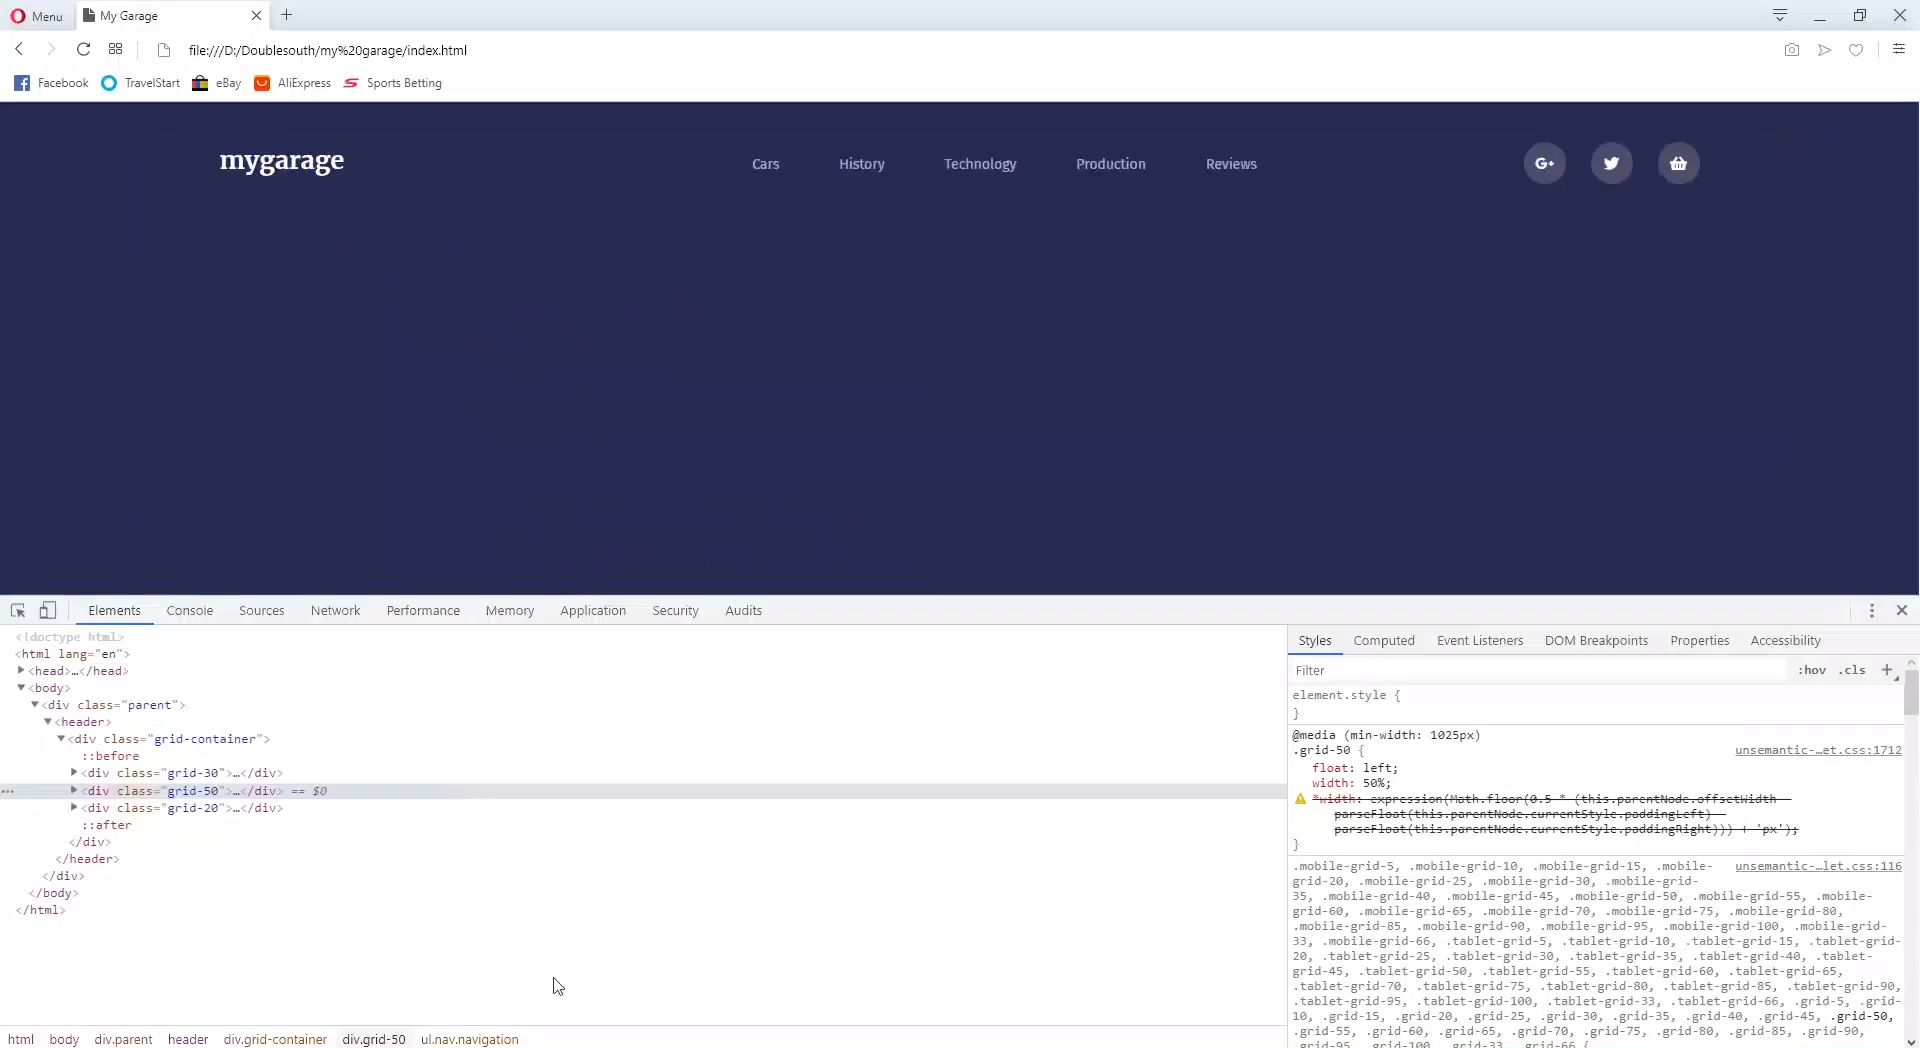 Menu
My Garage
file:///D:/Doublesouth/my%20garage/index.html
Facebook
TravelStart
eBay
AliExpress
Sports Betting
mygarage
Cars
History
Technology
Production
Reviews
G+
Elements
Console
Sources
Network
Performance
Memory
Application
Security
Audits
<!doctype html>
<html lang="en">
<head>…</head>
<body>
<div class="parent">
<header>
<div class="grid-container">
::before
<div class="grid-30">…</div>
<div class="grid-50">…</div> == $0
<div class="grid-20">…</div>
::after
</div>
</header>
</div>
</body>
</html>
html body div.parent header div.grid-container div.grid-50 ul.nav.navigation
Styles
Computed
Event Listeners
DOM Breakpoints
Properties
Accessibility
Filter
:hov .cls +
element.style {
}
@media (min-width: 1025px)
.grid-50 {
unsemantic-…et.css:1712
float: left;
width: 50%;
*width: expression(Math.floor(0.5 * (this.parentNode.offsetWidth -
parseFloat(this.parentNode.currentStyle.paddingLeft) -
parseFloat(this.parentNode.currentStyle.paddingRight))) + 'px');
}
.mobile-grid-5, .mobile-grid-10, .mobile-grid-15, .mobile-
unsemantic-…let.css:116
grid-20, .mobile-grid-25, .mobile-grid-30, .mobile-grid-
35, .mobile-grid-40, .mobile-grid-45, .mobile-grid-50, .mobile-grid-55, .mobile-
grid-60, .mobile-grid-65, .mobile-grid-70, .mobile-grid-75, .mobile-grid-80,
.mobile-grid-85, .mobile-grid-90, .mobile-grid-95, .mobile-grid-100, .mobile-grid-
33, .mobile-grid-66, .tablet-grid-5, .tablet-grid-10, .tablet-grid-15, .tablet-grid-
20, .tablet-grid-25, .tablet-grid-30, .tablet-grid-35, .tablet-grid-40, .tablet-
grid-45, .tablet-grid-50, .tablet-grid-55, .tablet-grid-60, .tablet-grid-65,
.tablet-grid-70, .tablet-grid-75, .tablet-grid-80, .tablet-grid-85, .tablet-grid-90,
.tablet-grid-95, .tablet-grid-100, .tablet-grid-33, .tablet-grid-66, .grid-5, .grid-
10, .grid-15, .grid-20, .grid-25, .grid-30, .grid-35, .grid-40, .grid-45, .grid-50,
.grid-55, .grid-60, .grid-65, .grid-70, .grid-75, .grid-80, .grid-85, .grid-90,
.grid-95, .grid-100, .grid-33, .grid-66 {